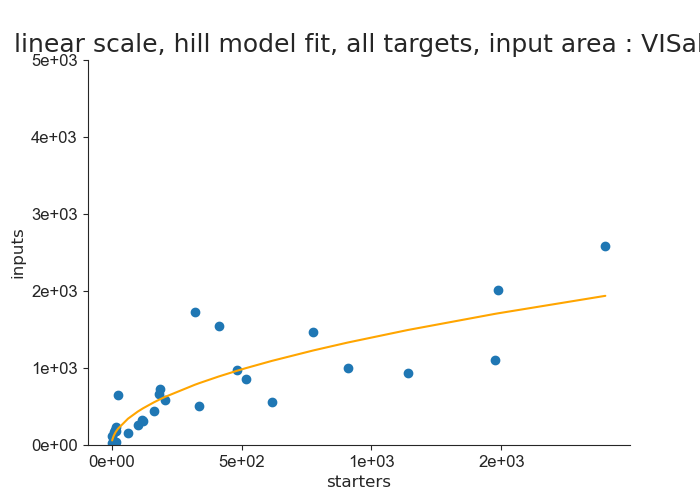 linear scale, hill model fit, all targets, input area : VISal
5e+03
4e+03
3e+03
2e+03
1e+03
0e+00
inputs
0e+00 5e+02 1e+03 2e+03
starters